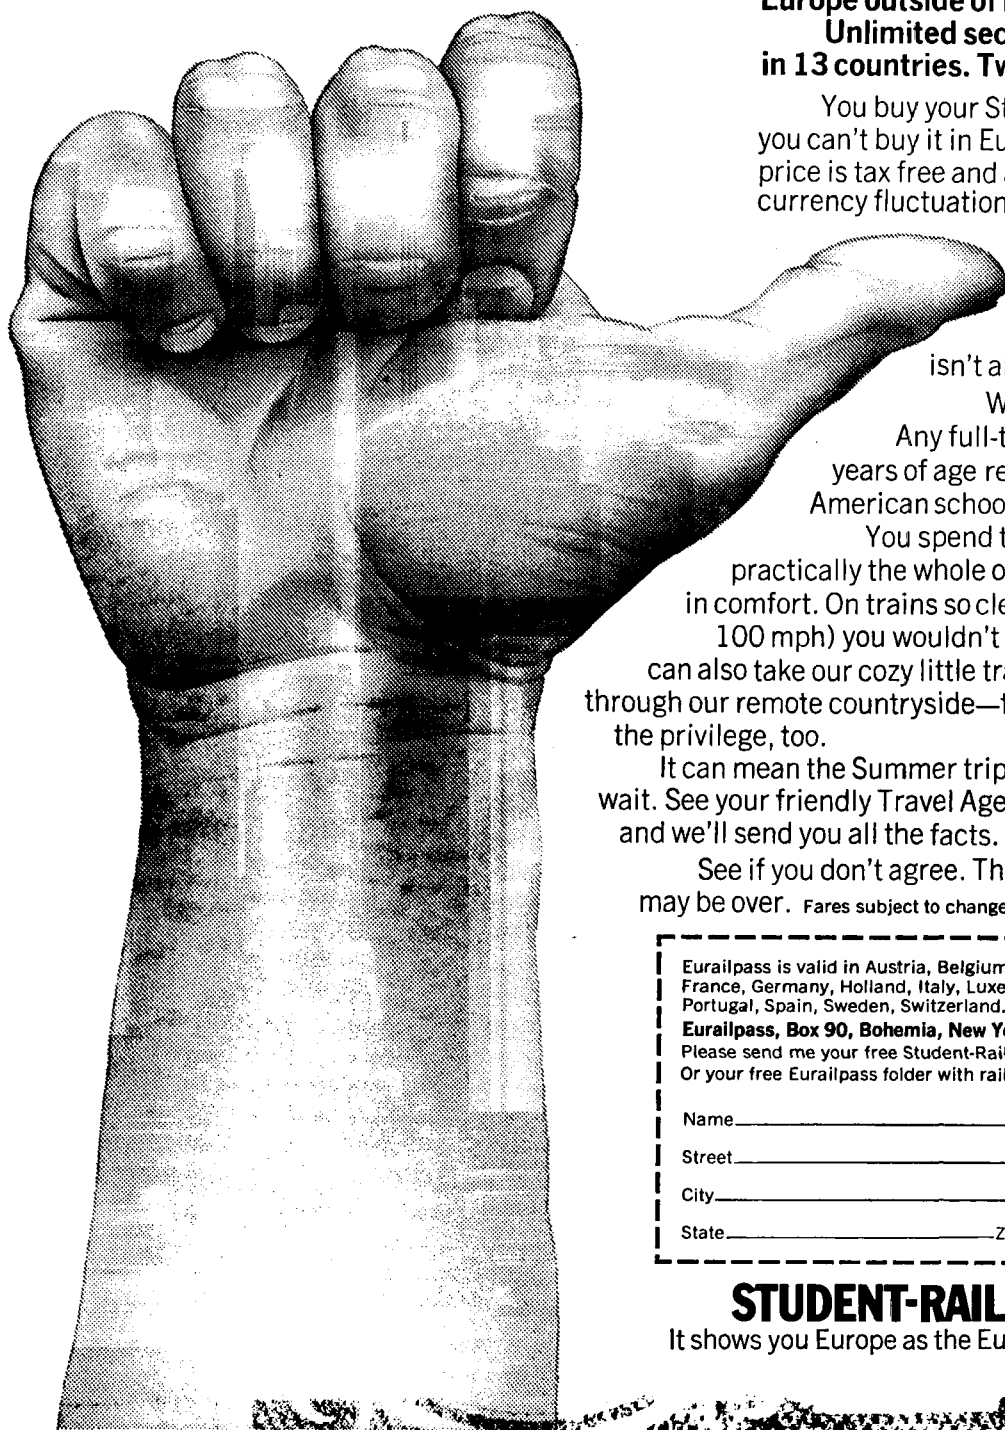 Europe outside of
Unlimited sec
in 13 countries. Tw
You buy your St
you can't buy it in Eu
price is tax free and
currency fluctuation
isn't a
W
Any full-t
years of age re
American schoo
You spend t
practically the whole o
in comfort. On trains so cle
100 mph) you wouldn't
can also take our cozy little tra
through our remote countryside—f
the privilege, too.
It can mean the Summer trip
wait. See your friendly Travel Age
and we'll send you all the facts.
See if you don't agree. Th
may be over. Fares subject to change
Eurailpass is valid in Austria, Belgium
France, Germany, Holland, Italy, Luxe
Portugal, Spain, Sweden, Switzerland.
Eurailpass, Box 90, Bohemia, New Yo
Please send me your free Student-Rail
Or your free Eurailpass folder with rail
Name
Street
City
State Z
STUDENT-RAIL
It shows you Europe as the Eu